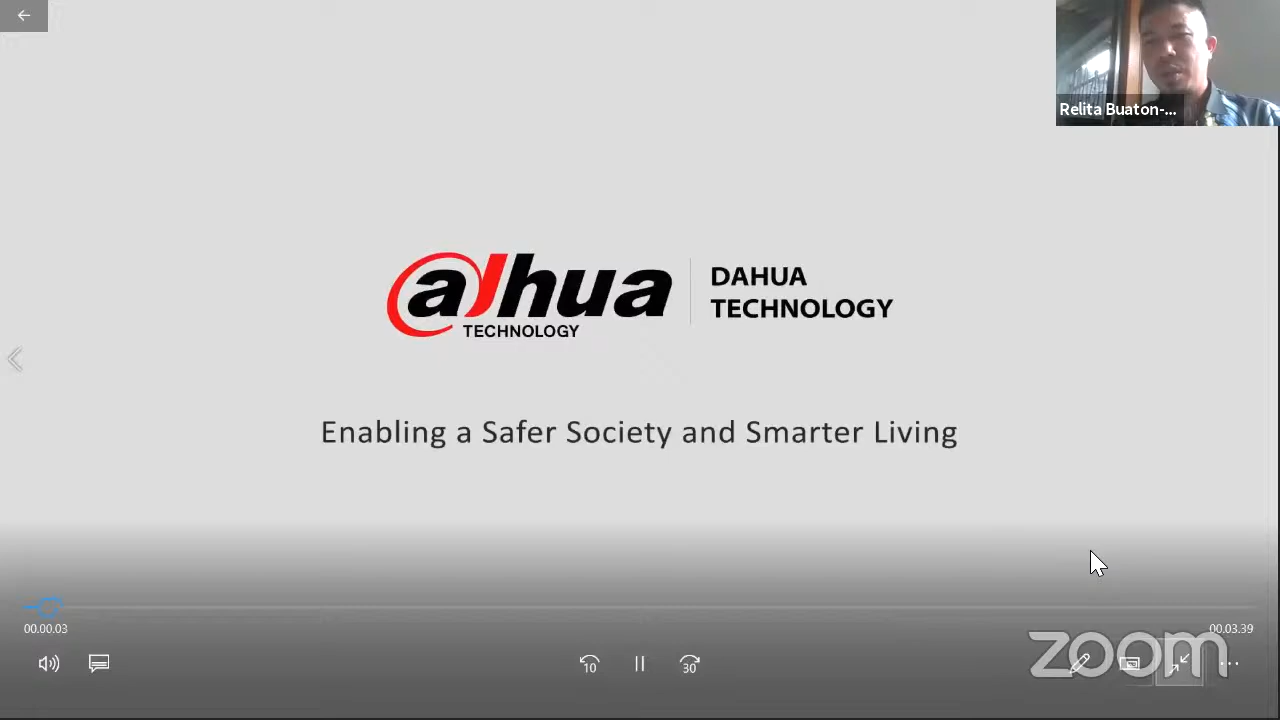 Relita Buaton-...
alhua
TECHNOLOGY
DAHUA
TECHNOLOGY
Enabling a Safer Society and Smarter Living
00.00.03
00.03.39
10
30
zoom